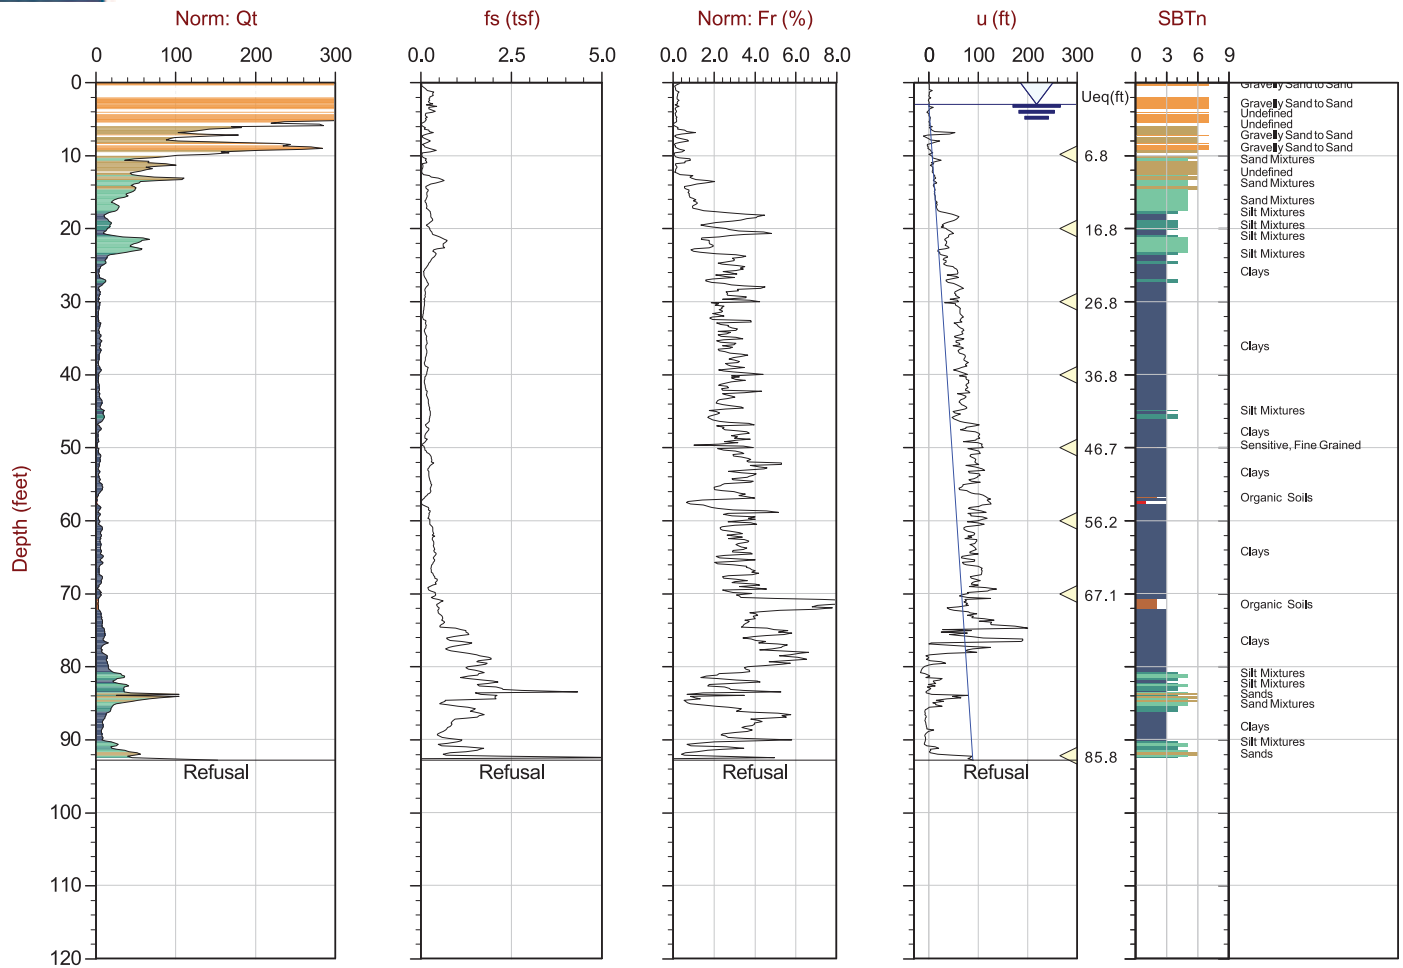 Norm: Qt fs (tsf) Norm: Fr (%) u (ft) SBTn
0 100 200 300 0.0 2.5 5.0 0.0 2.0 4.0 6.0 8.0 0 100 200 300 0 3 6 9
Depth (feet)
0
10
20
30
40
50
60
70
80
90
100
110
120
Ueq(ft)
6.8
16.8
26.8
36.8
46.7
56.2
67.1
85.8
Refusal Refusal Refusal Refusal
Gravelly Sand to Sand
Gravelly Sand to Sand
Undefined
Undefined
Gravelly Sand to Sand
Gravelly Sand to Sand
Sand Mixtures
Undefined
Sand Mixtures
Sand Mixtures
Silt Mixtures
Silt Mixtures
Silt Mixtures
Silt Mixtures
Clays
Clays
Silt Mixtures
Clays
Sensitive, Fine Grained
Clays
Organic Soils
Clays
Organic Soils
Clays
Silt Mixtures
Silt Mixtures
Sands
Sand Mixtures
Clays
Silt Mixtures
Sands